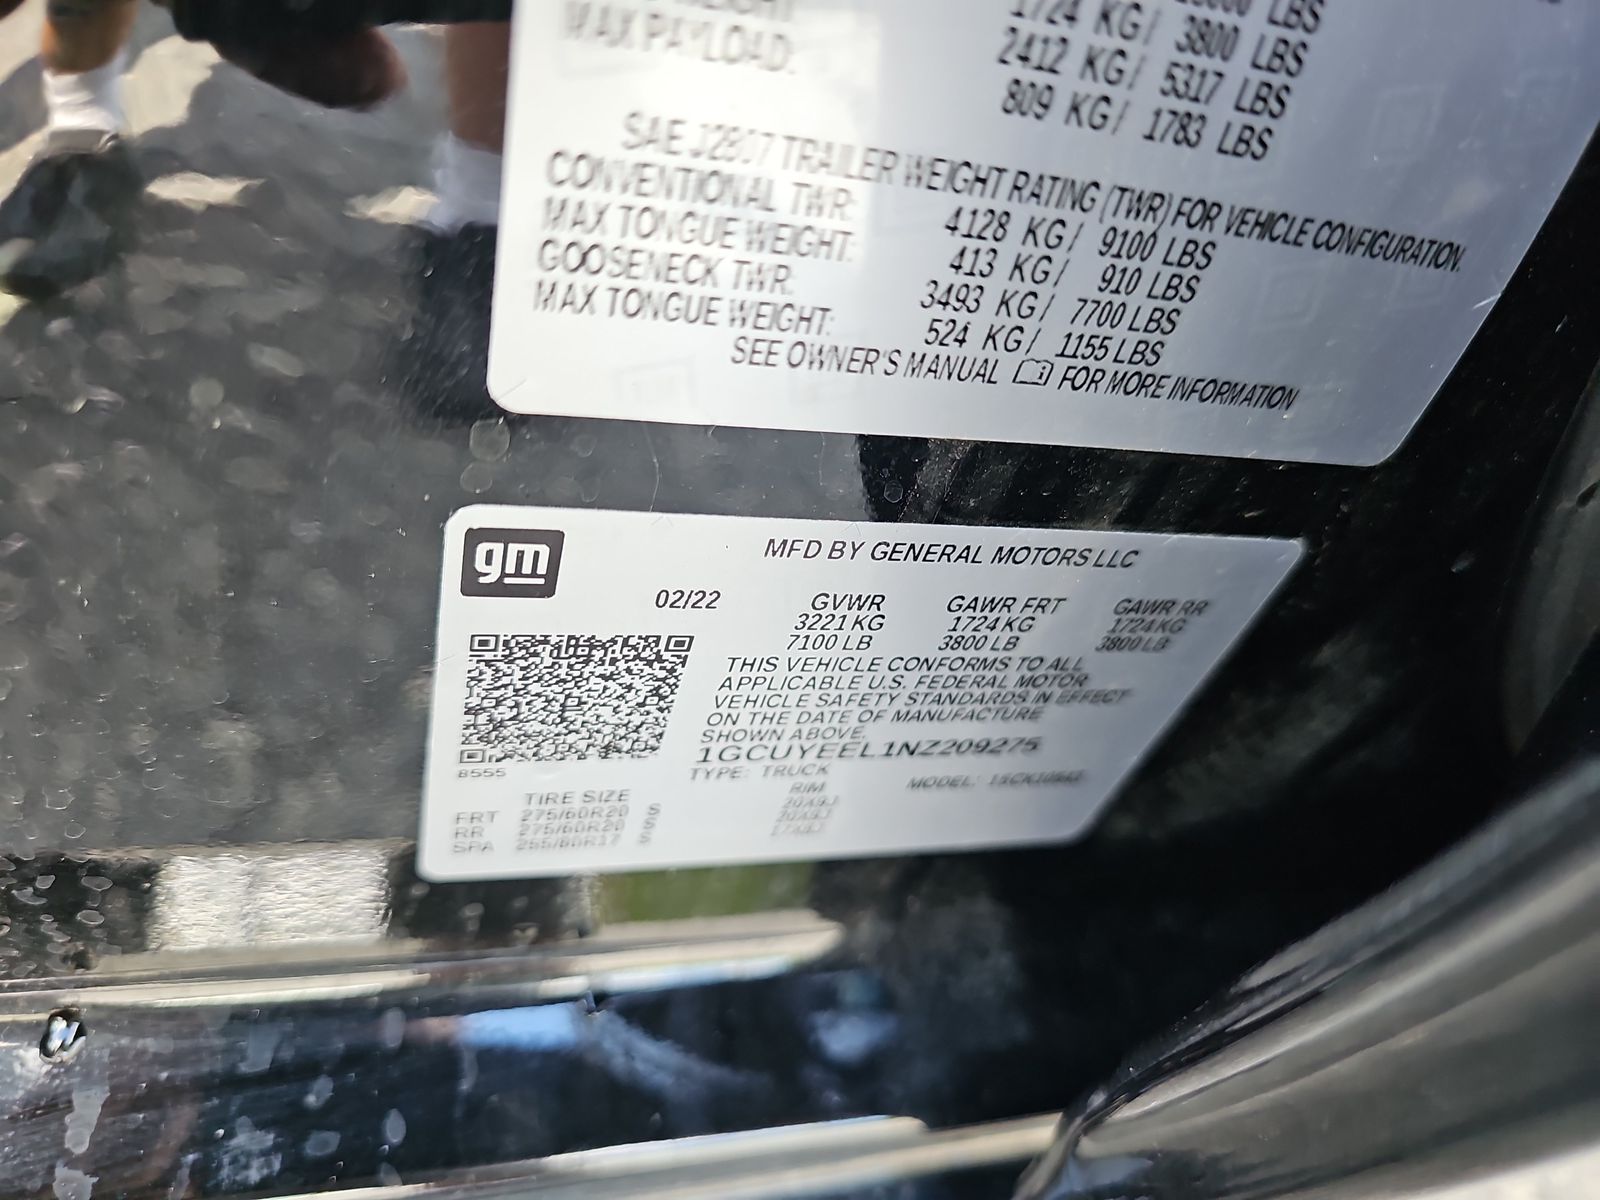 1724 KG/ 3800 LBS
2412 KG/ 5317 LBS
MAX PAYLOAD: 809 KG/ 1783 LBS
SAE J2807 TRAILER WEIGHT RATING (TWR) FOR VEHICLE CONFIGURATION.
CONVENTIONAL TWR: 4128 KG/ 9100 LBS
MAX TONGUE WEIGHT: 413 KG/ 910 LBS
GOOSENECK TWR: 3493 KG/ 7700 LBS
MAX TONGUE WEIGHT: 524 KG/ 1155 LBS
SEE OWNER'S MANUAL FOR MORE INFORMATION
gm
MFD BY GENERAL MOTORS LLC
02/22 GVWR GAWR FRT GAWR RR
3221 KG 1724 KG 1724 KG
7100 LB 3800 LB 3800 LB
THIS VEHICLE CONFORMS TO ALL
APPLICABLE U.S. FEDERAL MOTOR
VEHICLE SAFETY STANDARDS IN EFFECT
ON THE DATE OF MANUFACTURE
SHOWN ABOVE.
1GCUYEEL1NZ209275
8555
TYPE: TRUCK MODEL:
TIRE SIZE RIM
FRT 275/60R20 S 20X9J
RR 275/60R20 S 20X9J
SPA 255/80R17 S